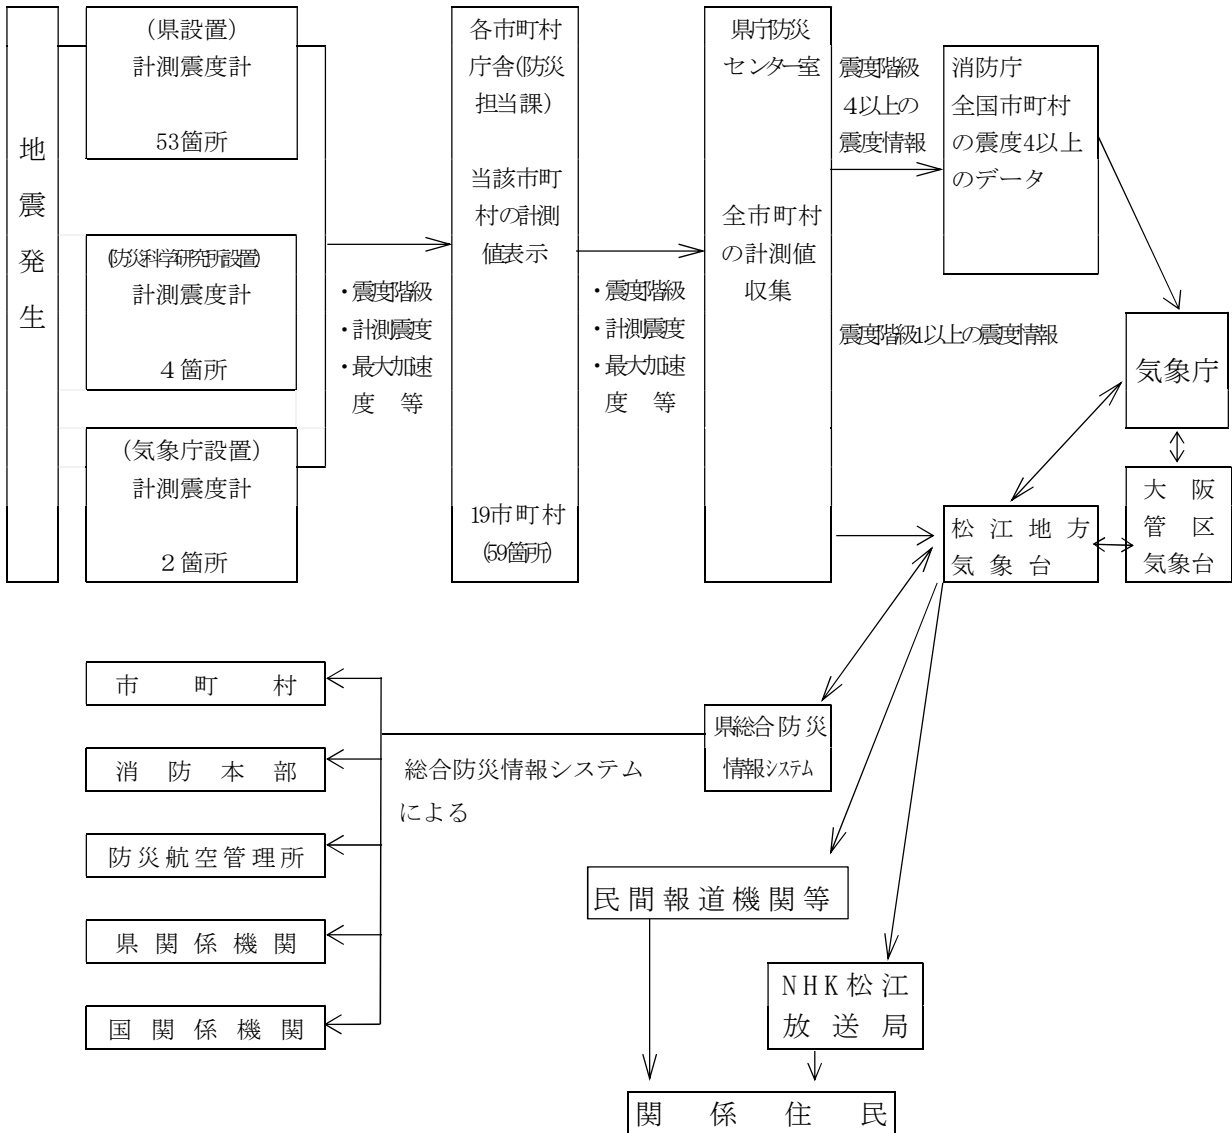 地
震
発
生
(県設置)
計測震度計
53箇所
(防災科学研究所設置)
計測震度計
4箇所
(気象庁設置)
計測震度計
2箇所
・震度階級
・計測震度
・最大加速
度 等
各市町村
庁舎(防災
担当課)
当該市町
村の計測
値表示
19市町村
(59箇所)
・震度階級
・計測震度
・最大加速
度 等
県庁防災
センター室
全市町村
の計測値
収集
震度階級
4以上の
震度情報
消防庁
全国市町村
の震度4以上
のデータ
震度階級1以上の震度情報
気象庁
大阪
管区
気象台
松江地方
気象台
県総合防災
情報システム
総合防災情報システム
による
市町村
消防本部
防災航空管理所
県関係機関
国関係機関
民間報道機関等
NHK松江
放送局
関係住民